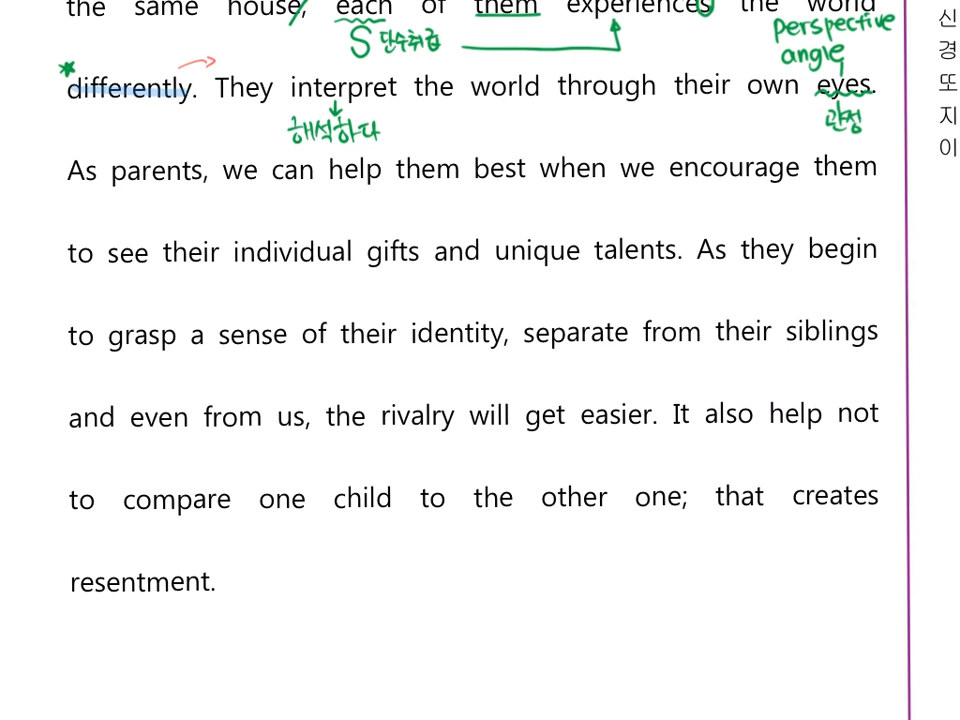 the same house, each of them experiences the world
S 단수취급
perspective
angle
differently. They interpret the world through their own eyes.
해석하다
관점
As parents, we can help them best when we encourage them
to see their individual gifts and unique talents. As they begin
to grasp a sense of their identity, separate from their siblings
and even from us, the rivalry will get easier. It also help not
to compare one child to the other one; that creates
resentment.
신
경
또
지
이